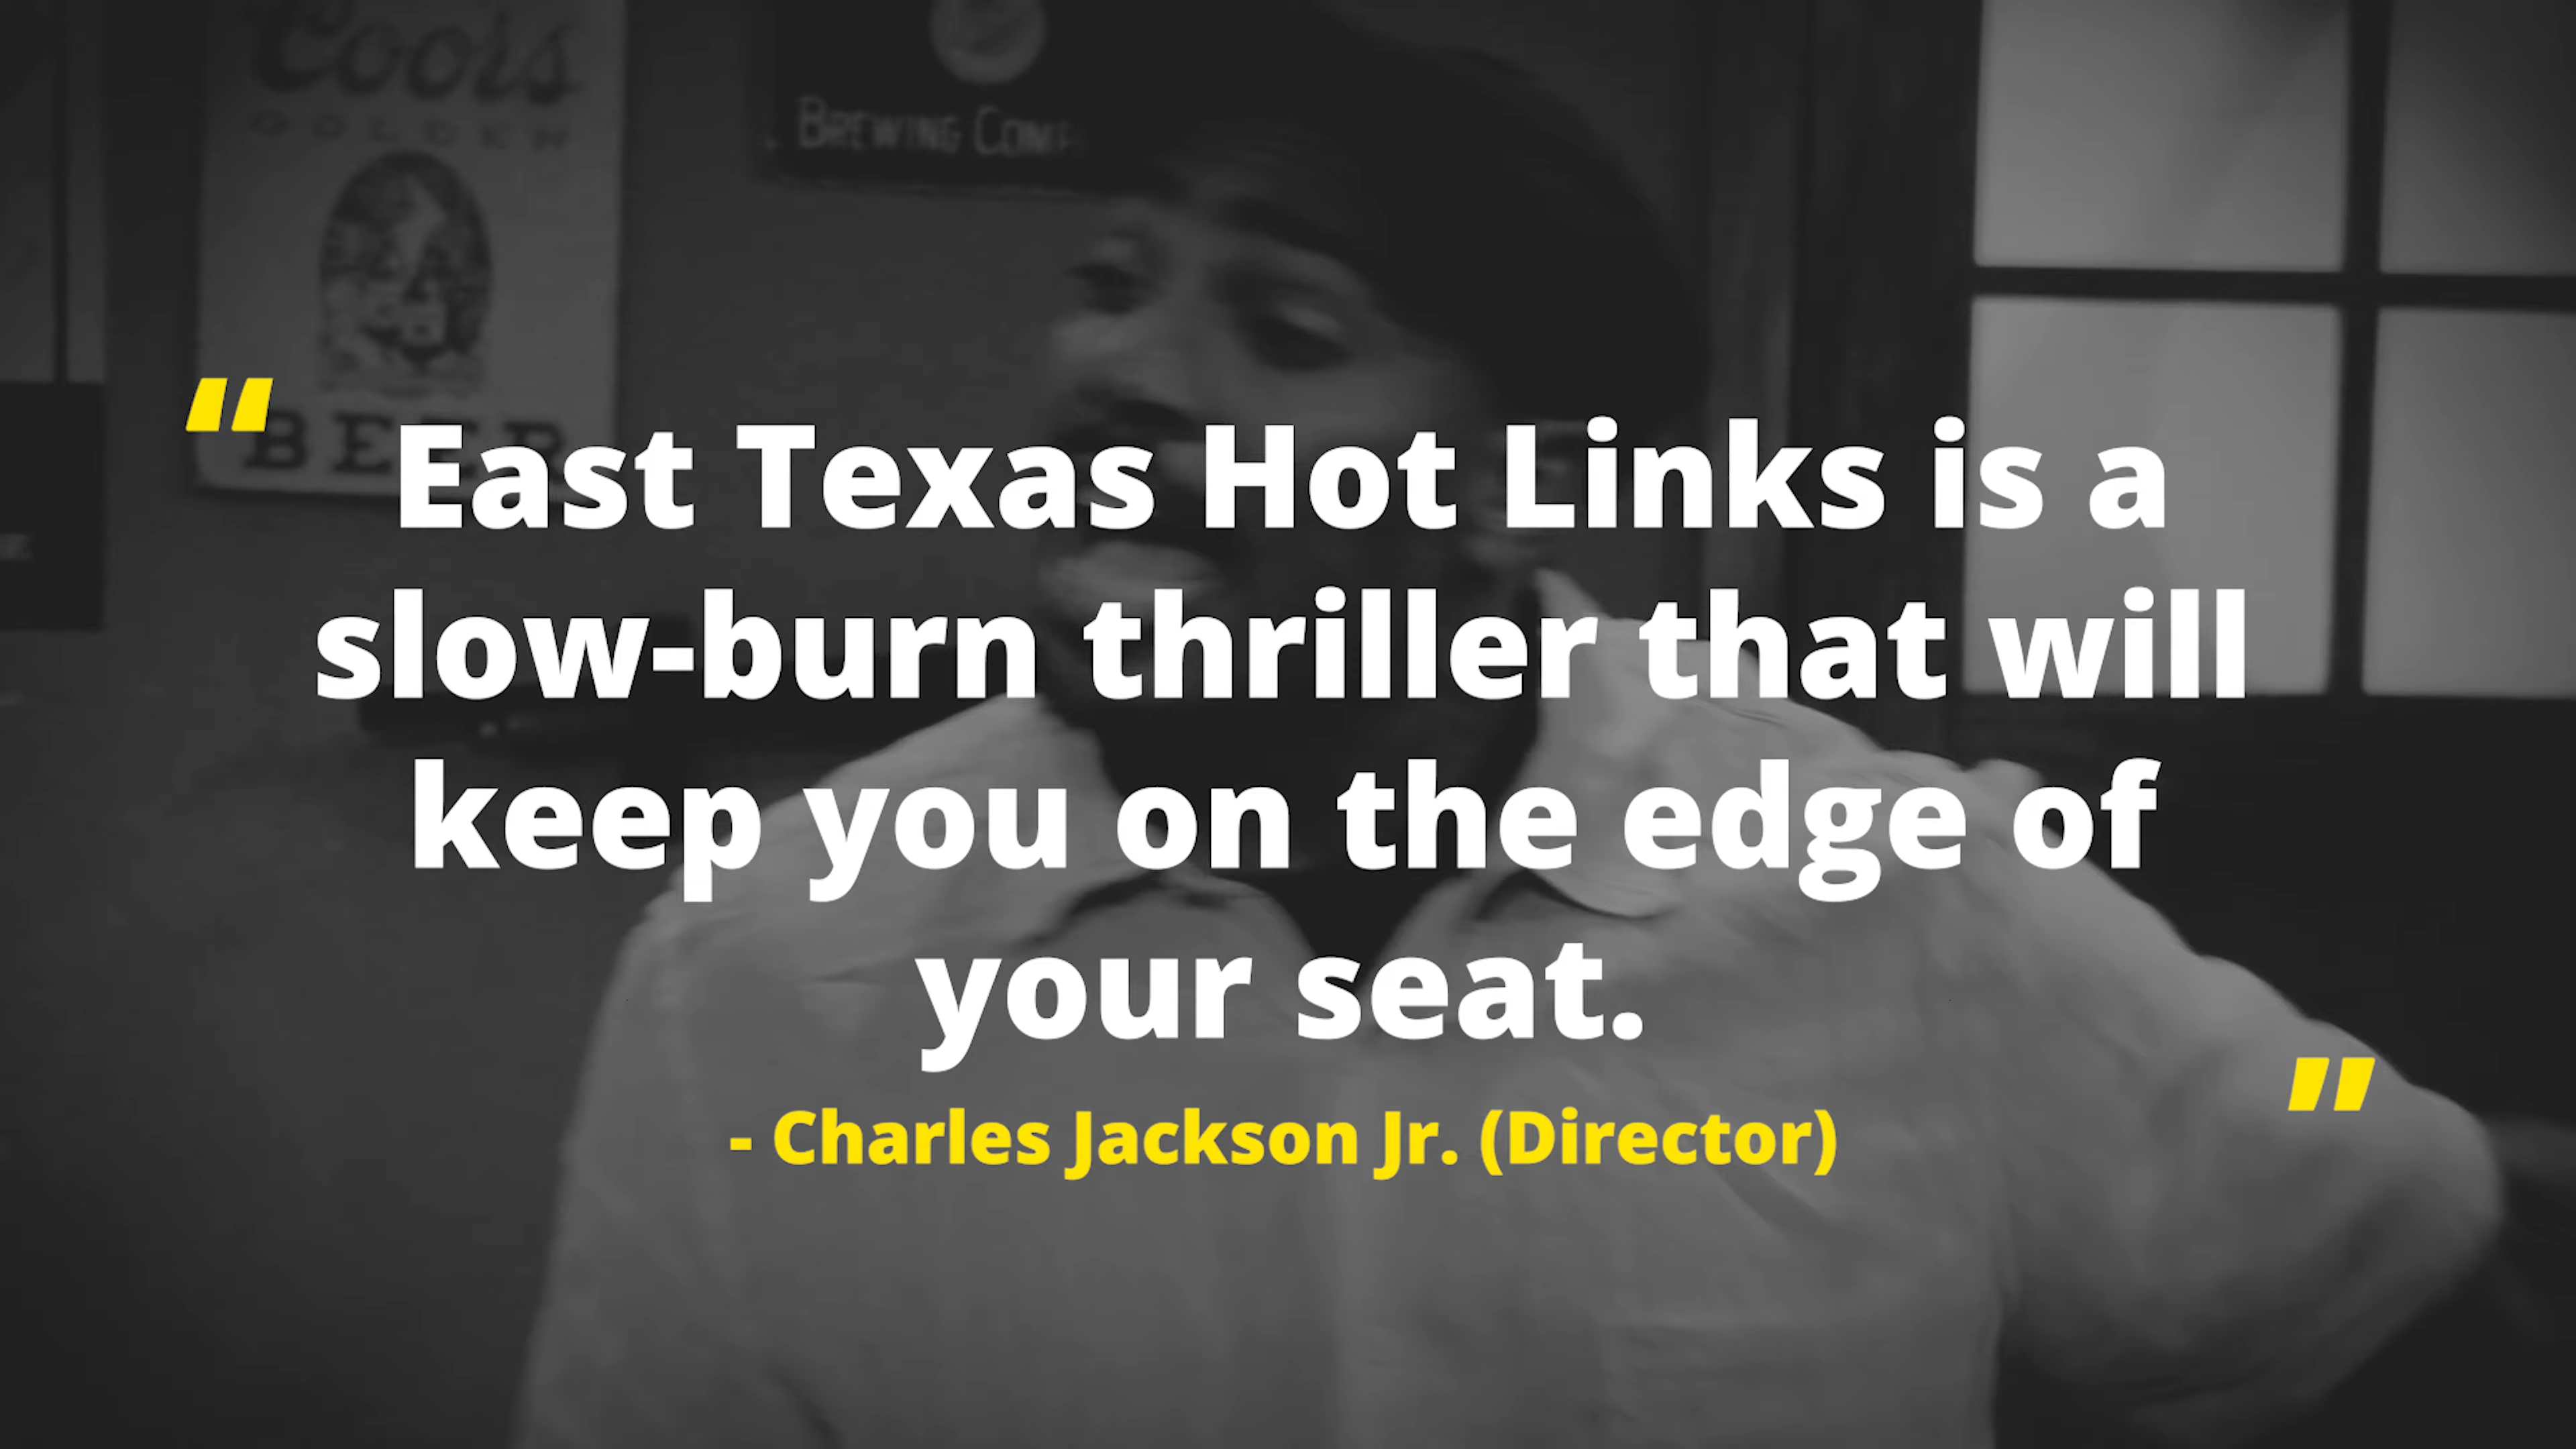 Coors
GOLDEN
BEER
BREWING
“
East Texas Hot Links is a
slow-burn thriller that will
keep you on the edge of
your seat.
”
- Charles Jackson Jr. (Director)